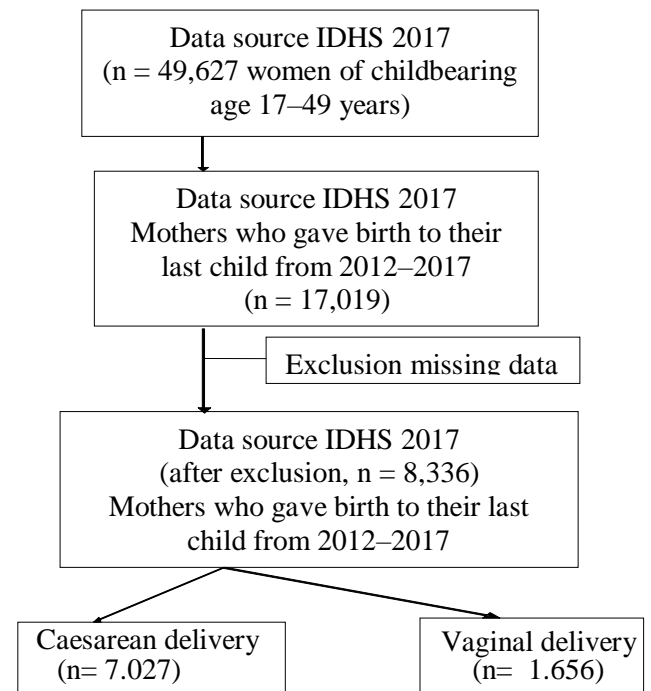 Data source IDHS 2017
(n = 49,627 women of childbearing
age 17–49 years)
Data source IDHS 2017
Mothers who gave birth to their
last child from 2012–2017
(n = 17,019)
Exclusion missing data
Data source IDHS 2017
(after exclusion, n = 8,336)
Mothers who gave birth to their last
child from 2012–2017
Caesarean delivery
(n= 7.027)
Vaginal delivery
(n= 1.656)